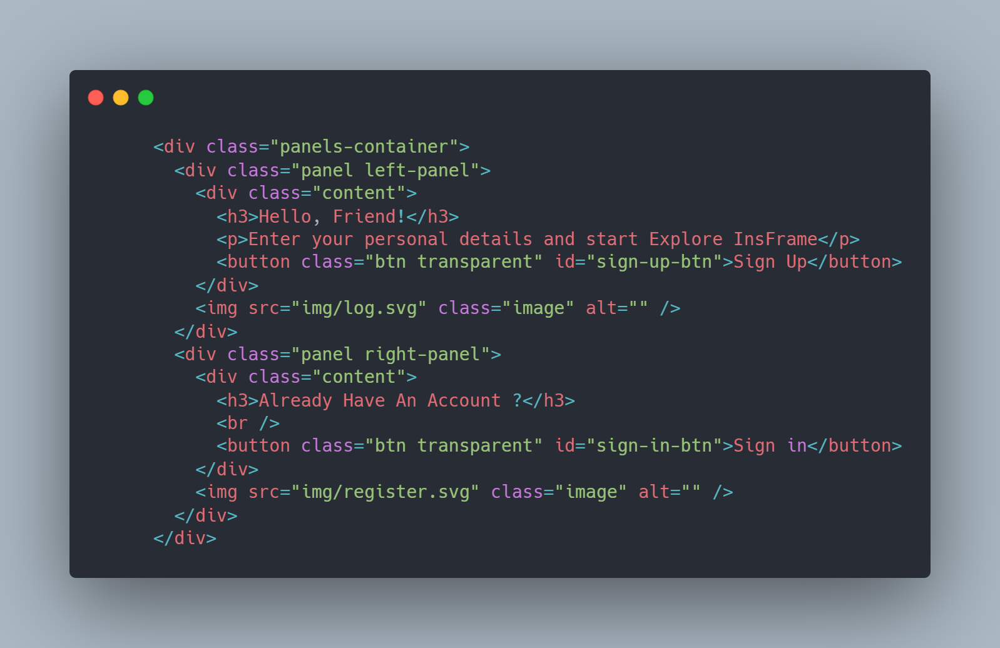 <div class="panels-container">
  <div class="panel left-panel">
    <div class="content">
      <h3>Hello, Friend!</h3>
      <p>Enter your personal details and start Explore InsFrame</p>
      <button class="btn transparent" id="sign-up-btn">Sign Up</button>
    </div>
    <img src="img/log.svg" class="image" alt="" />
  </div>
  <div class="panel right-panel">
    <div class="content">
      <h3>Already Have An Account ?</h3>
      <br />
      <button class="btn transparent" id="sign-in-btn">Sign in</button>
    </div>
    <img src="img/register.svg" class="image" alt="" />
  </div>
</div>